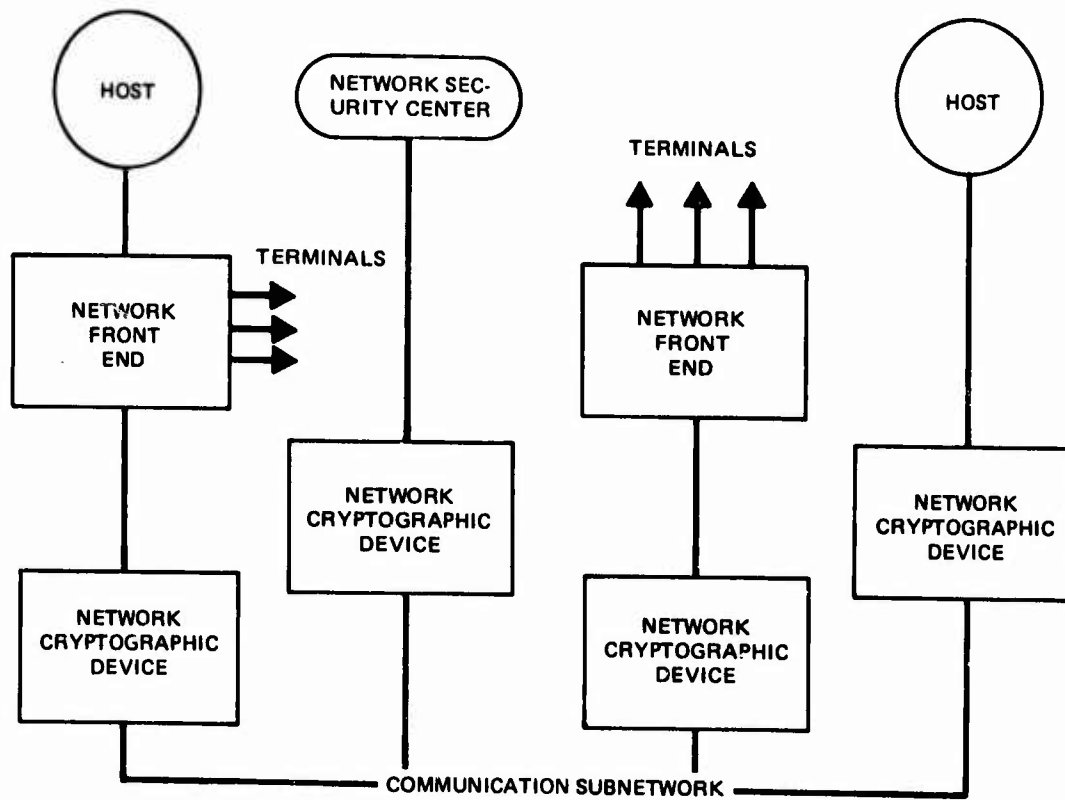 HOST
NETWORK SEC-
URITY CENTER
TERMINALS
HOST
NETWORK
FRONT
END
TERMINALS
NETWORK
FRONT
END
NETWORK
CRYPTOGRAPHIC
DEVICE
NETWORK
CRYPTOGRAPHIC
DEVICE
NETWORK
CRYPTOGRAPHIC
DEVICE
NETWORK
CRYPTOGRAPHIC
DEVICE
COMMUNICATION SUBNETWORK